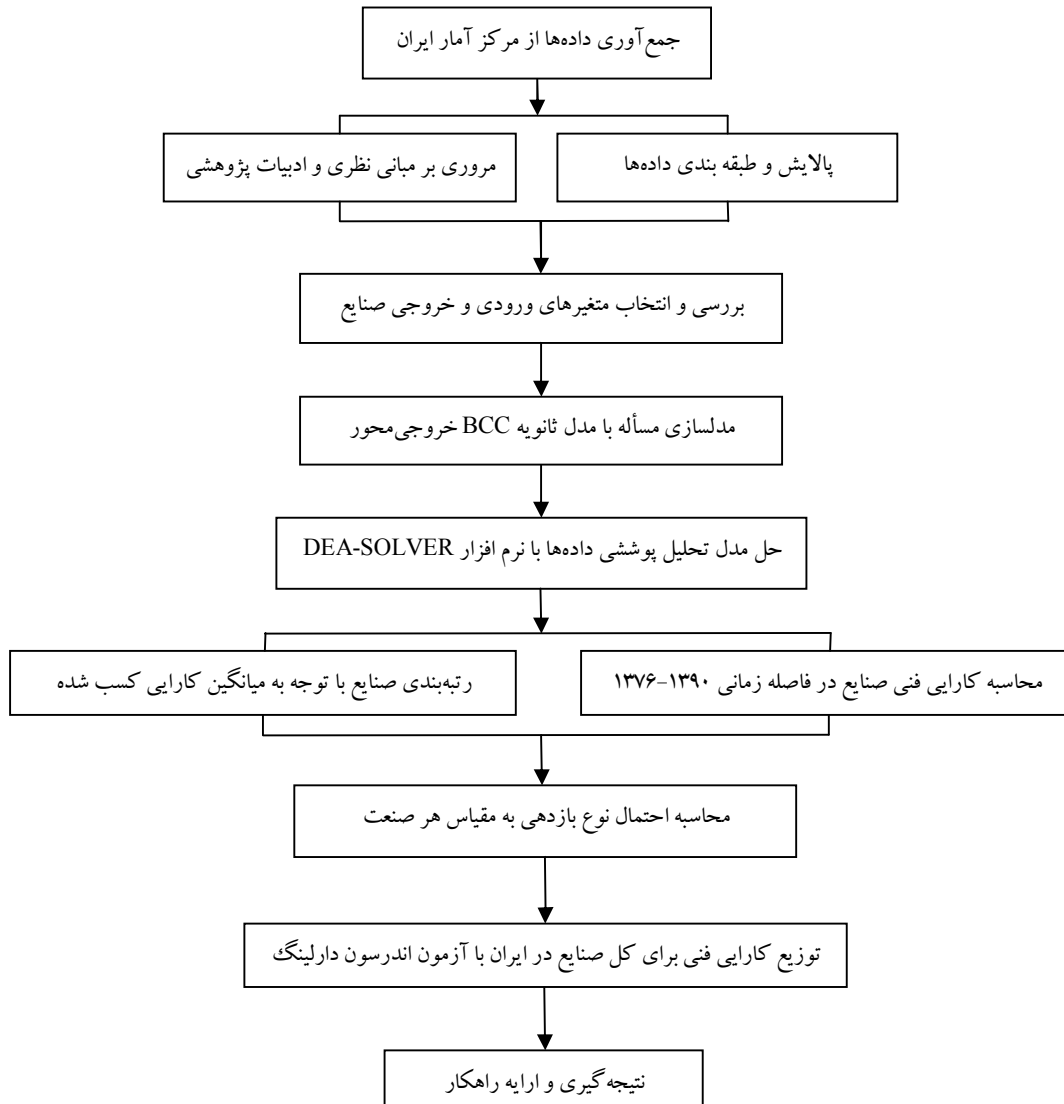 جمع‌آوری داده‌ها از مرکز آمار ایران
پالایش و طبقه بندی داده‌ها
مروری بر مبانی نظری و ادبیات پژوهشی
بررسی و انتخاب متغیرهای ورودی و خروجی صنایع
مدلسازی مسأله با مدل ثانویه BCC خروجی‌محور
حل مدل تحلیل پوششی داده‌ها با نرم افزار DEA-SOLVER
محاسبه کارایی فنی صنایع در فاصله زمانی ۱۳۹۰-۱۳۷۶
رتبه‌بندی صنایع با توجه به میانگین کارایی کسب شده
محاسبه احتمال نوع بازدهی به مقیاس هر صنعت
توزیع کارایی فنی برای کل صنایع در ایران با آزمون اندرسون دارلینگ
نتیجه‌گیری و ارایه راهکار